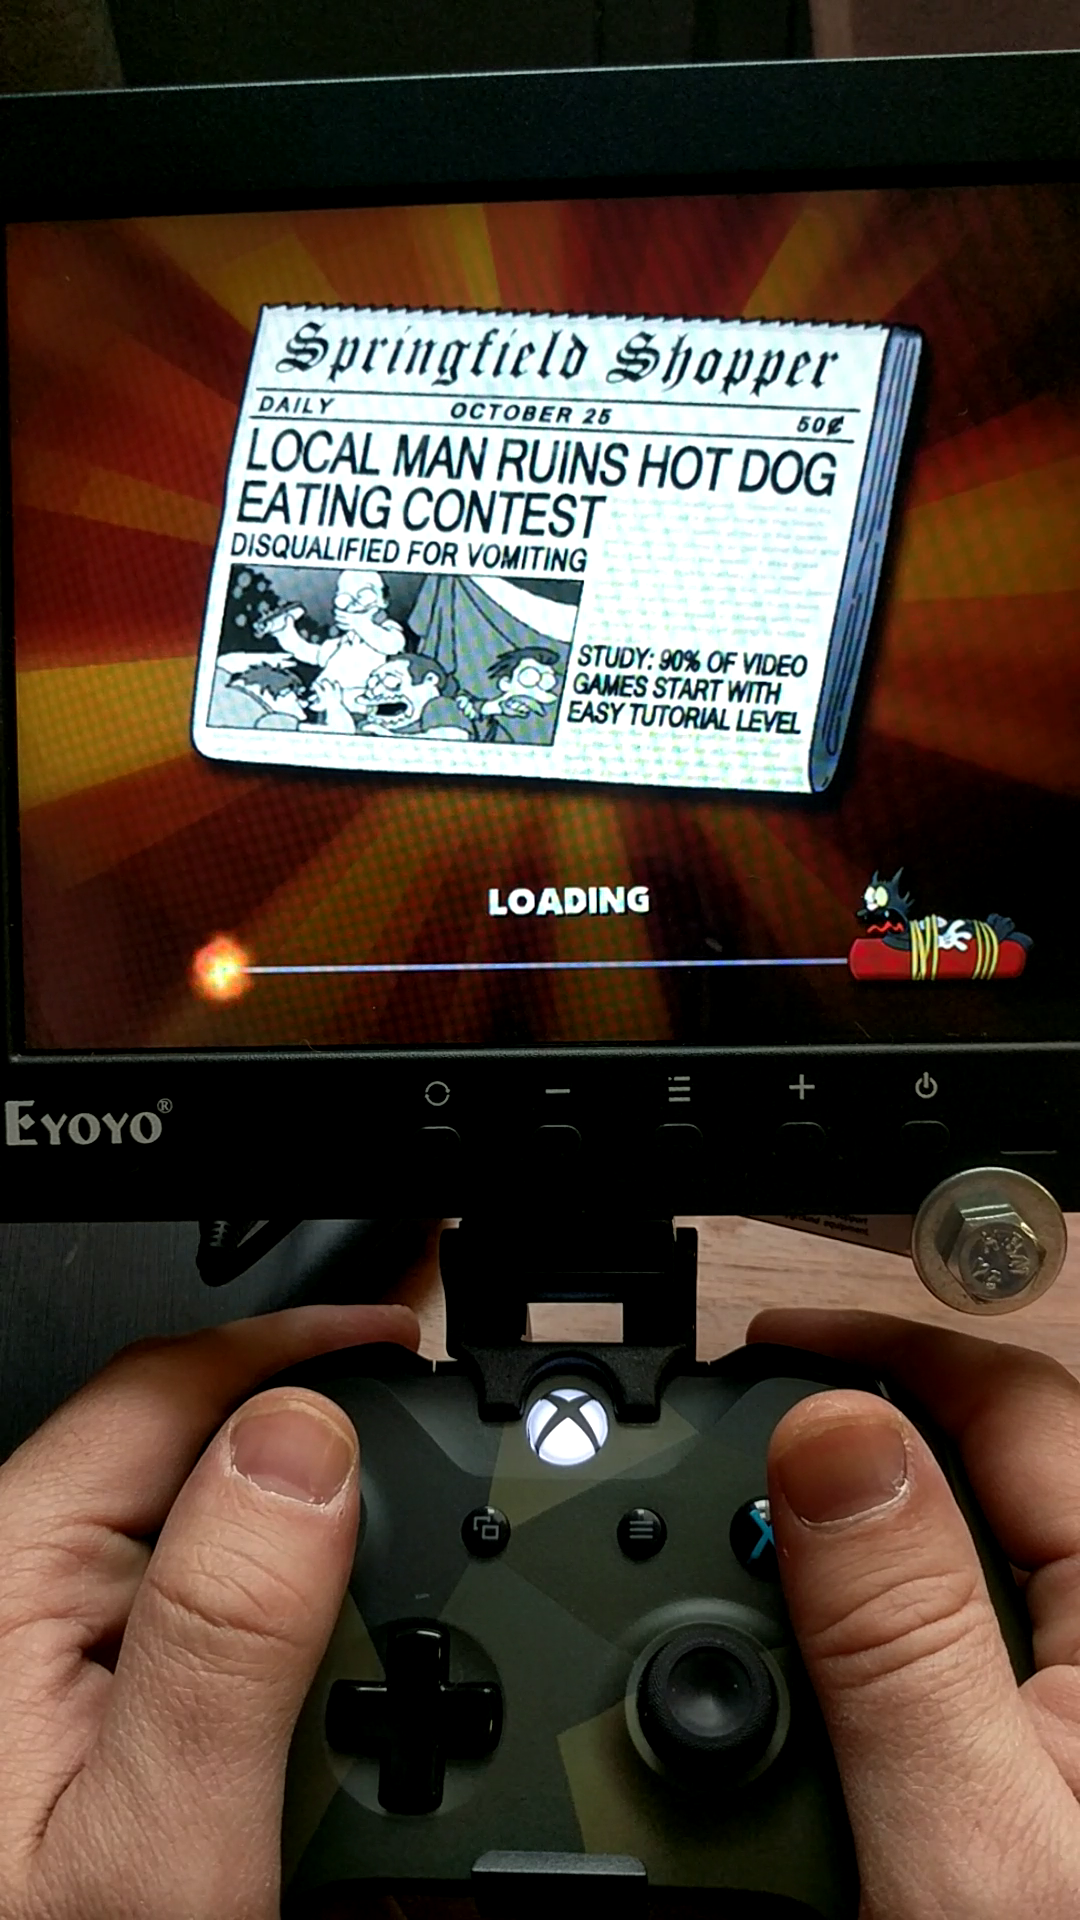 Springfield Shopper
DAILY OCTOBER 25 50¢
LOCAL MAN RUINS HOT DOG
EATING CONTEST
DISQUALIFIED FOR VOMITING
STUDY: 90% OF VIDEO
GAMES START WITH
EASY TUTORIAL LEVEL
LOADING
EYOYO®
equipment
X